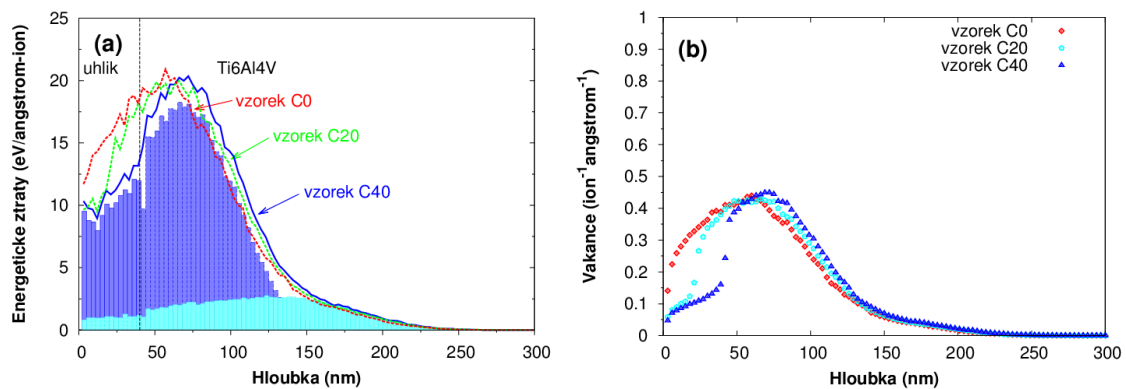 (a)
uhlik
Ti6Al4V
vzorek C0
vzorek C20
vzorek C40
Energeticke ztraty (eV/angstrom-ion)
25
20
15
10
5
0
0 50 100 150 200 250 300
Hloubka (nm)
(b)
vzorek C0
vzorek C20
vzorek C40
Vakance (ion⁻¹angstrom⁻¹)
1
0.9
0.8
0.7
0.6
0.5
0.4
0.3
0.2
0.1
0
0 50 100 150 200 250 300
Hloubka (nm)